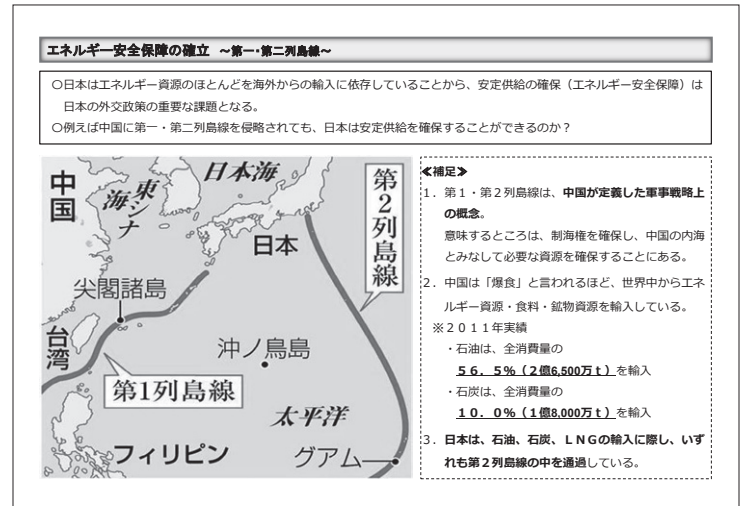 エネルギー安全保障の確立 ~第一・第二列島線~
〇日本はエネルギー資源のほとんどを海外からの輸入に依存していることから、安定供給の確保（エネルギー安全保障）は
日本の外交政策の重要な課題となる。
〇例えば中国に第一・第二列島線を侵略されても、日本は安定供給を確保することができるのか？
中国
東シナ海
日本海
第2列島線
日本
尖閣諸島
台湾
沖ノ鳥島
第1列島線
太平洋
フィリピン
グアム
≪補足≫
1．第１・第２列島線は、中国が定義した軍事戦略上
の概念。
意味するところは、制海権を確保し、中国の内海
とみなして必要な資源を確保することにある。
2．中国は「爆食」と言われるほど、世界中からエネ
ルギー資源・食料・鉱物資源を輸入している。
※２０１１年実績
・石油は、全消費量の
５６．５％（２億6,500万ｔ）を輸入
・石炭は、全消費量の
１０．０％（１億8,000万ｔ）を輸入
3．日本は、石油、石炭、ＬＮＧの輸入に際し、いず
れも第２列島線の中を通過している。